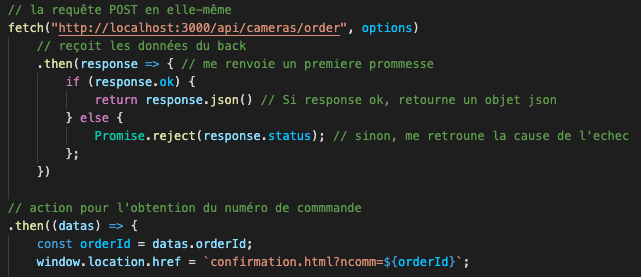 // la requête POST en elle-même
fetch("http://localhost:3000/api/cameras/order", options)
// reçoit les données du back
.then(response => { // me renvoie un premiere prommesse
if (response.ok) {
return response.json() // Si response ok, retourne un objet json
} else {
Promise.reject(response.status); // sinon, me retroune la cause de l'echec
};
})
// action pour l'obtention du numéro de commmande
.then((datas) => {
const orderId = datas.orderId;
window.location.href = `confirmation.html?ncomm=${orderId}`;